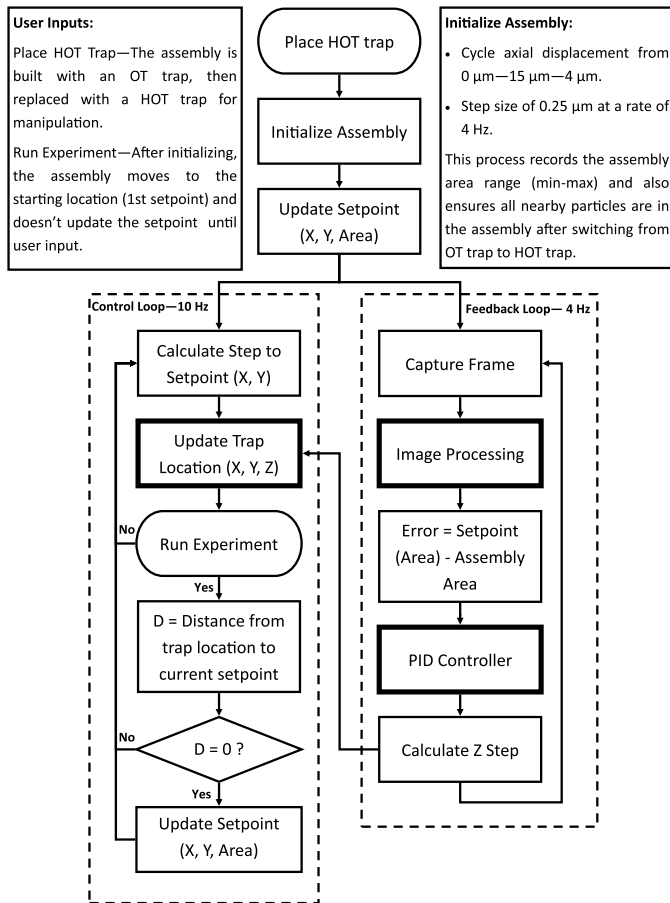 User Inputs:
Place HOT Trap—The assembly is
built with an OT trap, then
replaced with a HOT trap for
manipulation.
Run Experiment—After initializing,
the assembly moves to the
starting location (1st setpoint) and
doesn’t update the setpoint until
user input.
Place HOT trap
Initialize Assembly
Update Setpoint
(X, Y, Area)
Initialize Assembly:
• Cycle axial displacement from
0 µm—15 µm—4 µm.
• Step size of 0.25 µm at a rate of
4 Hz.
This process records the assembly
area range (min-max) and also
ensures all nearby particles are in
the assembly after switching from
OT trap to HOT trap.
Control Loop—10 Hz
Calculate Step to
Setpoint (X, Y)
Update Trap
Location (X, Y, Z)
No
Run Experiment
Yes
D = Distance from
trap location to
current setpoint
No
D = 0 ?
Yes
Update Setpoint
(X, Y, Area)
Feedback Loop— 4 Hz
Capture Frame
Image Processing
Error = Setpoint
(Area) - Assembly
Area
PID Controller
Calculate Z Step